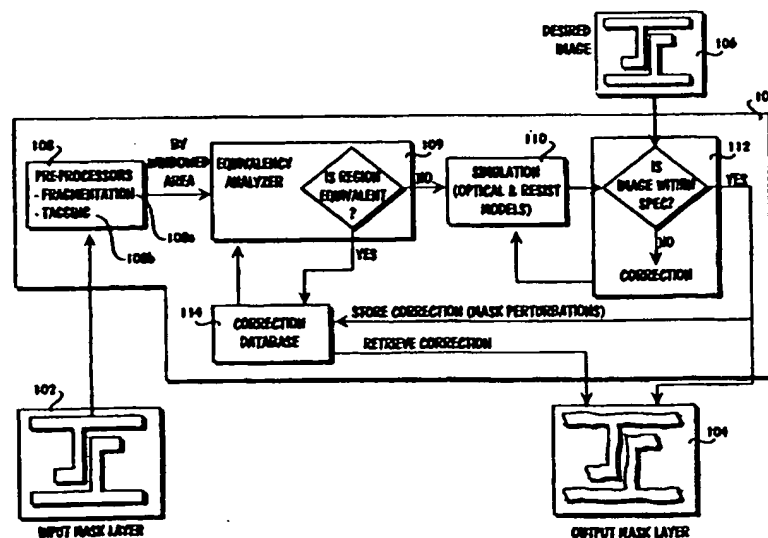 DESIRED
IMAGE
106
10
108
PRE-PROCESSORS
- FRAGMENTATION
- TAGGING
108a
108b
BY
WINDOWED
AREA
EQUIVALENCY
ANALYZER
109
IS REGION
EQUIVALENT
?
NO
YES
110
SIMULATION
(OPTICAL & RESIST
MODELS)
112
IS
IMAGE WITHIN
SPEC?
YES
NO
CORRECTION
114
CORRECTION
DATABASE
STORE CORRECTION (MASK PERTURBATIONS)
RETRIEVE CORRECTION
102
INPUT MASK LAYER
104
OUTPUT MASK LAYER